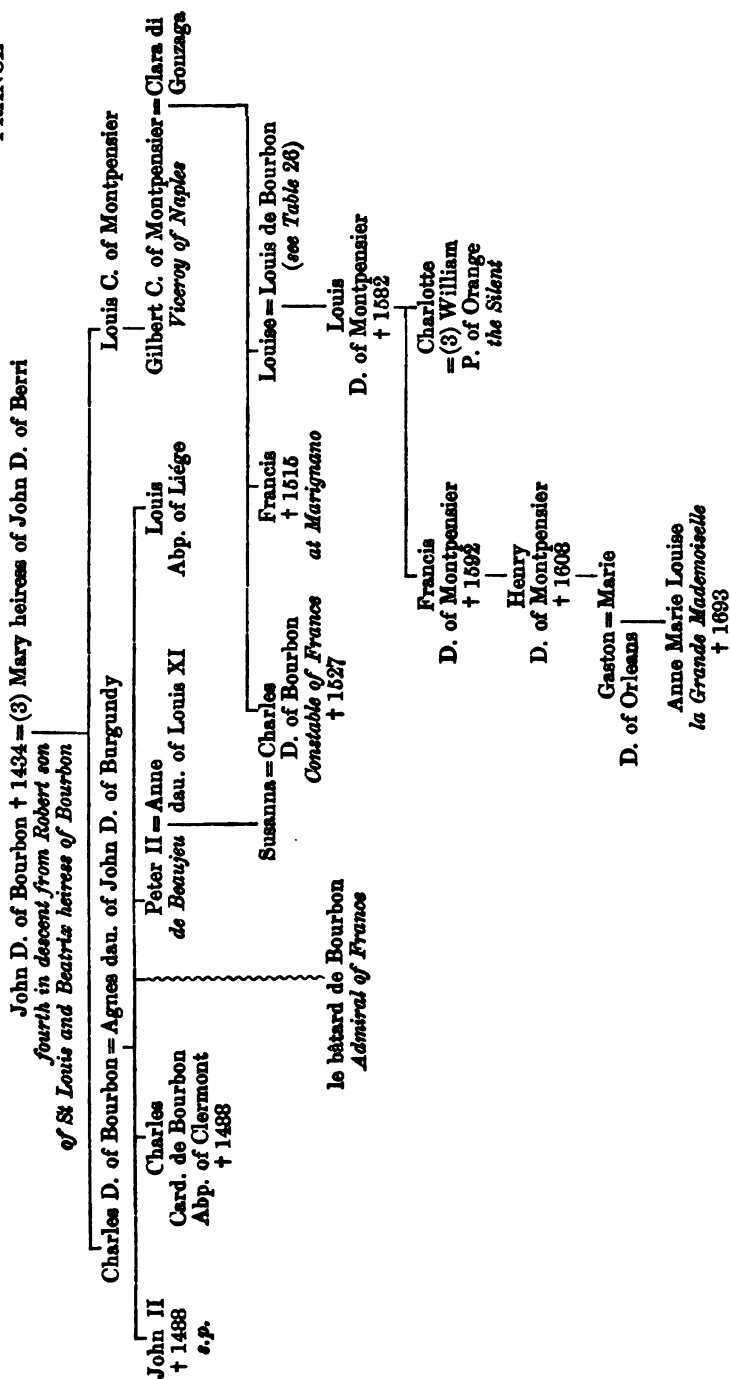 John D. of Bourbon † 1434 = (3) Mary heiress of John D. of Berri
fourth in descent from Robert son
of St Louis and Beatrix heiress of Bourbon
Charles D. of Bourbon = Agnes dau. of John D. of Burgundy
Louis C. of Montpensier
John II
† 1488
s.p.
Charles
Card. de Bourbon
Abp. of Clermont
† 1488
le bâtard de Bourbon
Admiral of France
Peter II = Anne
de Beaujeu dau. of Louis XI
Louis
Abp. of Liége
Gilbert C. of Montpensier = Clara di
Viceroy of Naples Gonzaga
Susanna = Charles
D. of Bourbon
Constable of France
† 1527
Francis
† 1515
at Marignano
Louise = Louis de Bourbon
(see Table 26)
Louis
D. of Montpensier
† 1582
Francis
D. of Montpensier
† 1592
Charlotte
= (3) William
P. of Orange
the Silent
Henry
D. of Montpensier
† 1608
Gaston = Marie
D. of Orleans
Anne Marie Louise
la Grande Mademoiselle
† 1693